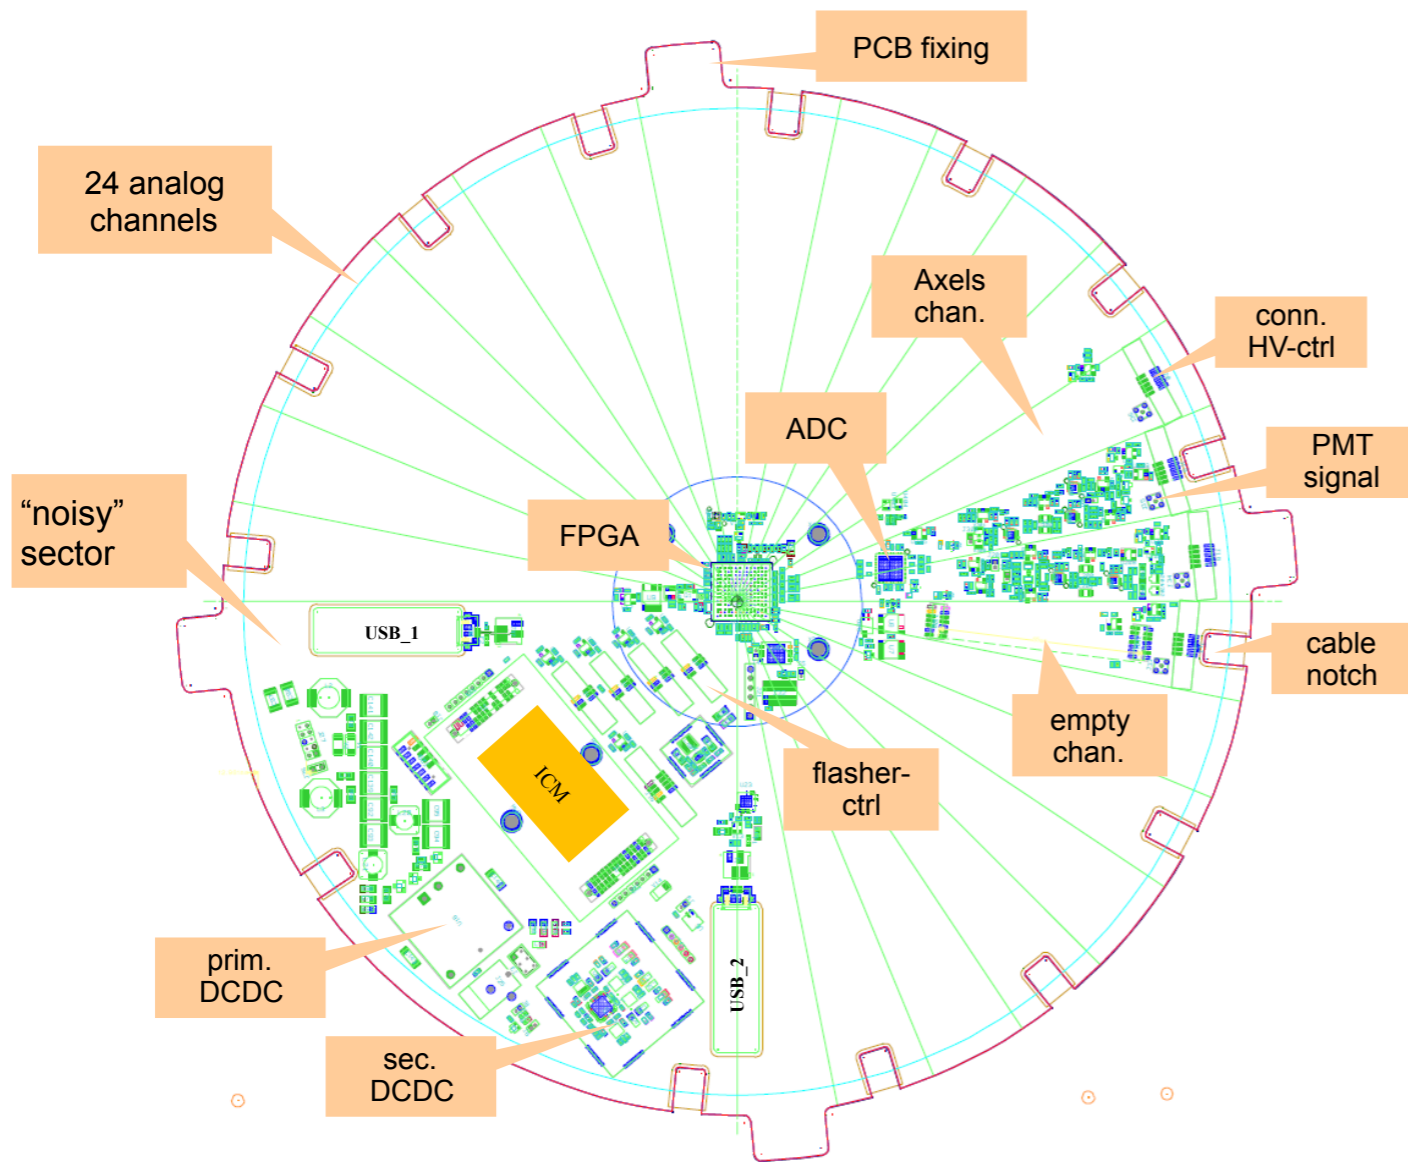 PCB fixing
24 analog
channels
Axels
chan.
conn.
HV-ctrl
ADC
PMT
signal
“noisy”
sector
FPGA
USB_1
cable
notch
empty
chan.
flasher-
ctrl
ICM
prim.
DCDC
USB_2
sec.
DCDC